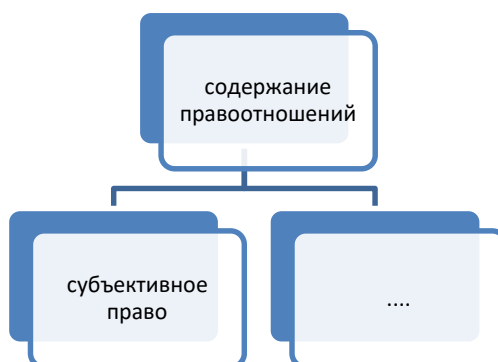 содержание
правоотношений
субъективное
право
....